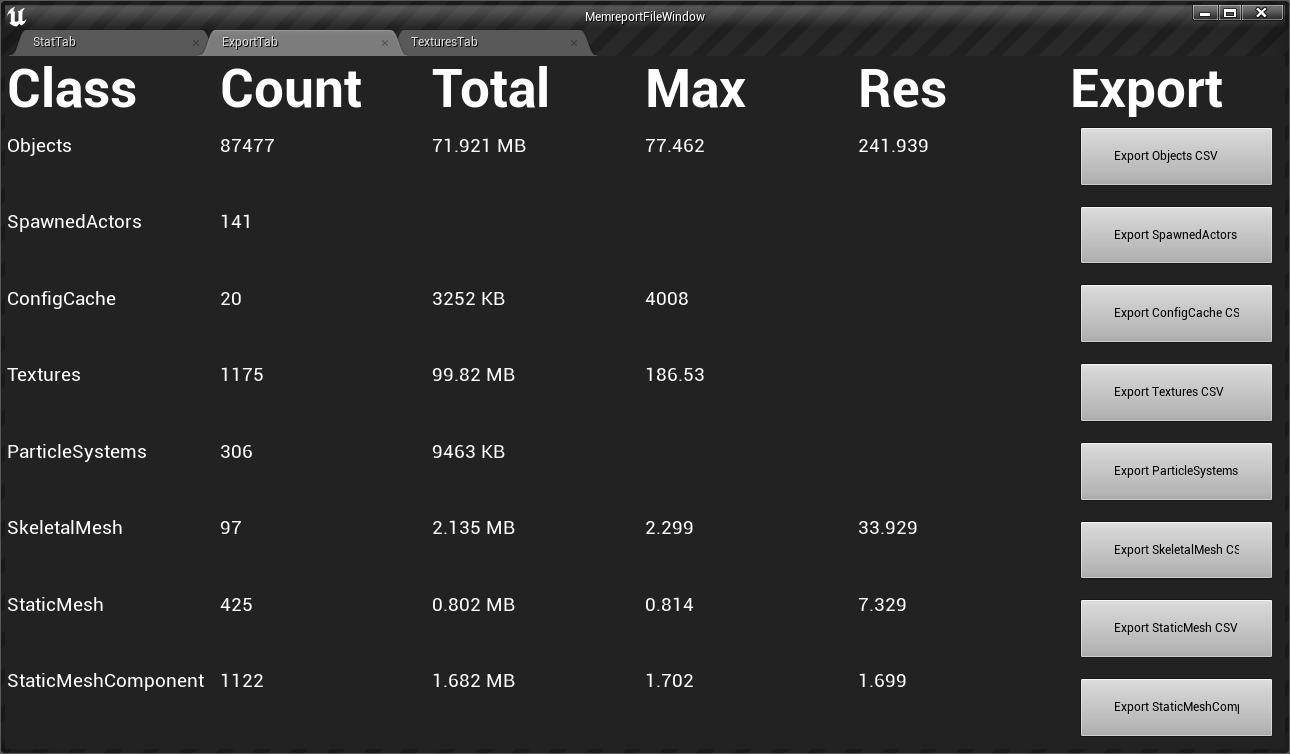 MemreportFileWindow
StatTab ExportTab TexturesTab
Class Count Total Max Res Export
Objects 87477 71.921 MB 77.462 241.939 Export Objects CSV
SpawnedActors 141 Export SpawnedActors
ConfigCache 20 3252 KB 4008 Export ConfigCache CS
Textures 1175 99.82 MB 186.53 Export Textures CSV
ParticleSystems 306 9463 KB Export ParticleSystems
SkeletalMesh 97 2.135 MB 2.299 33.929 Export SkeletalMesh CS
StaticMesh 425 0.802 MB 0.814 7.329 Export StaticMesh CSV
StaticMeshComponent 1122 1.682 MB 1.702 1.699 Export StaticMeshComp